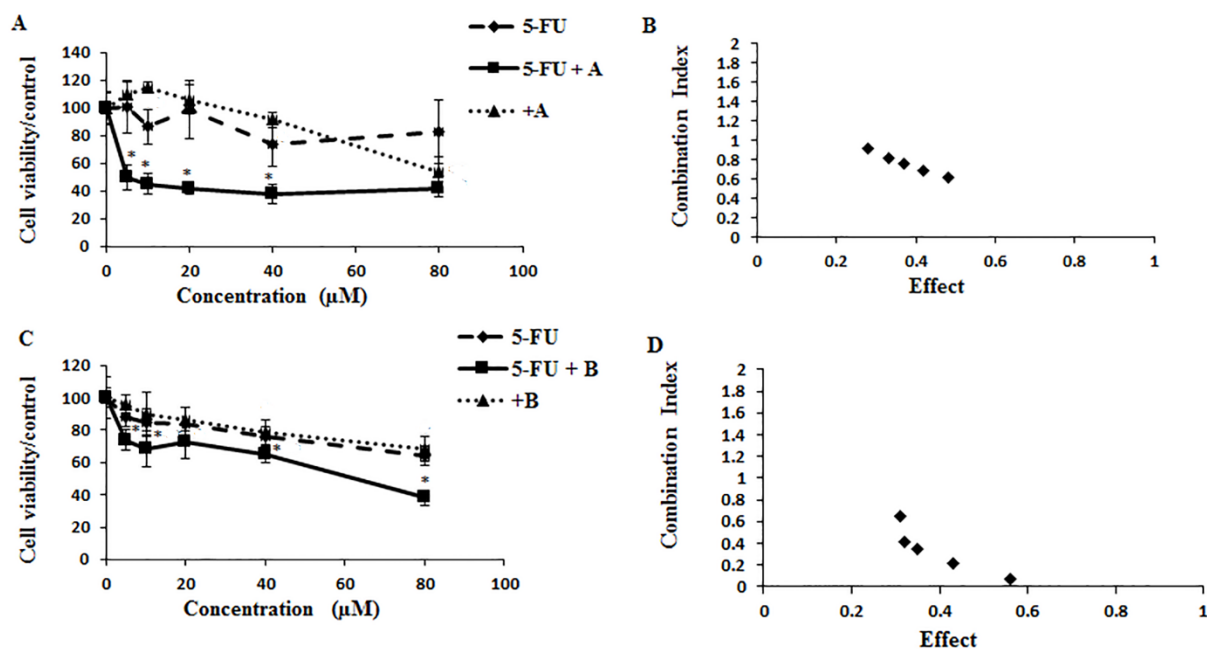 A
5-FU
5-FU + A
+A
Cell viability/control
140
120
100
80
60
40
20
0
* * * *
0 20 40 60 80 100
Concentration (µM)
B
Combination Index
2
1.8
1.6
1.4
1.2
1
0.8
0.6
0.4
0.2
0
0 0.2 0.4 0.6 0.8 1
Effect
C
5-FU
5-FU + B
+B
Cell viability/control
120
100
80
60
40
20
0
* * * *
0 20 40 60 80 100
Concentration (µM)
D
Combination Index
2
1.8
1.6
1.4
1.2
1
0.8
0.6
0.4
0.2
0
0 0.2 0.4 0.6 0.8 1
Effect